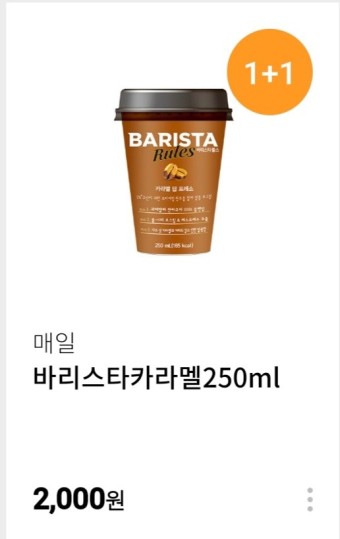 1+1
BARISTA
Rules 바리스타룰스
카라멜 딥 프레소
250 ml
매일
바리스타카라멜250ml
2,000원